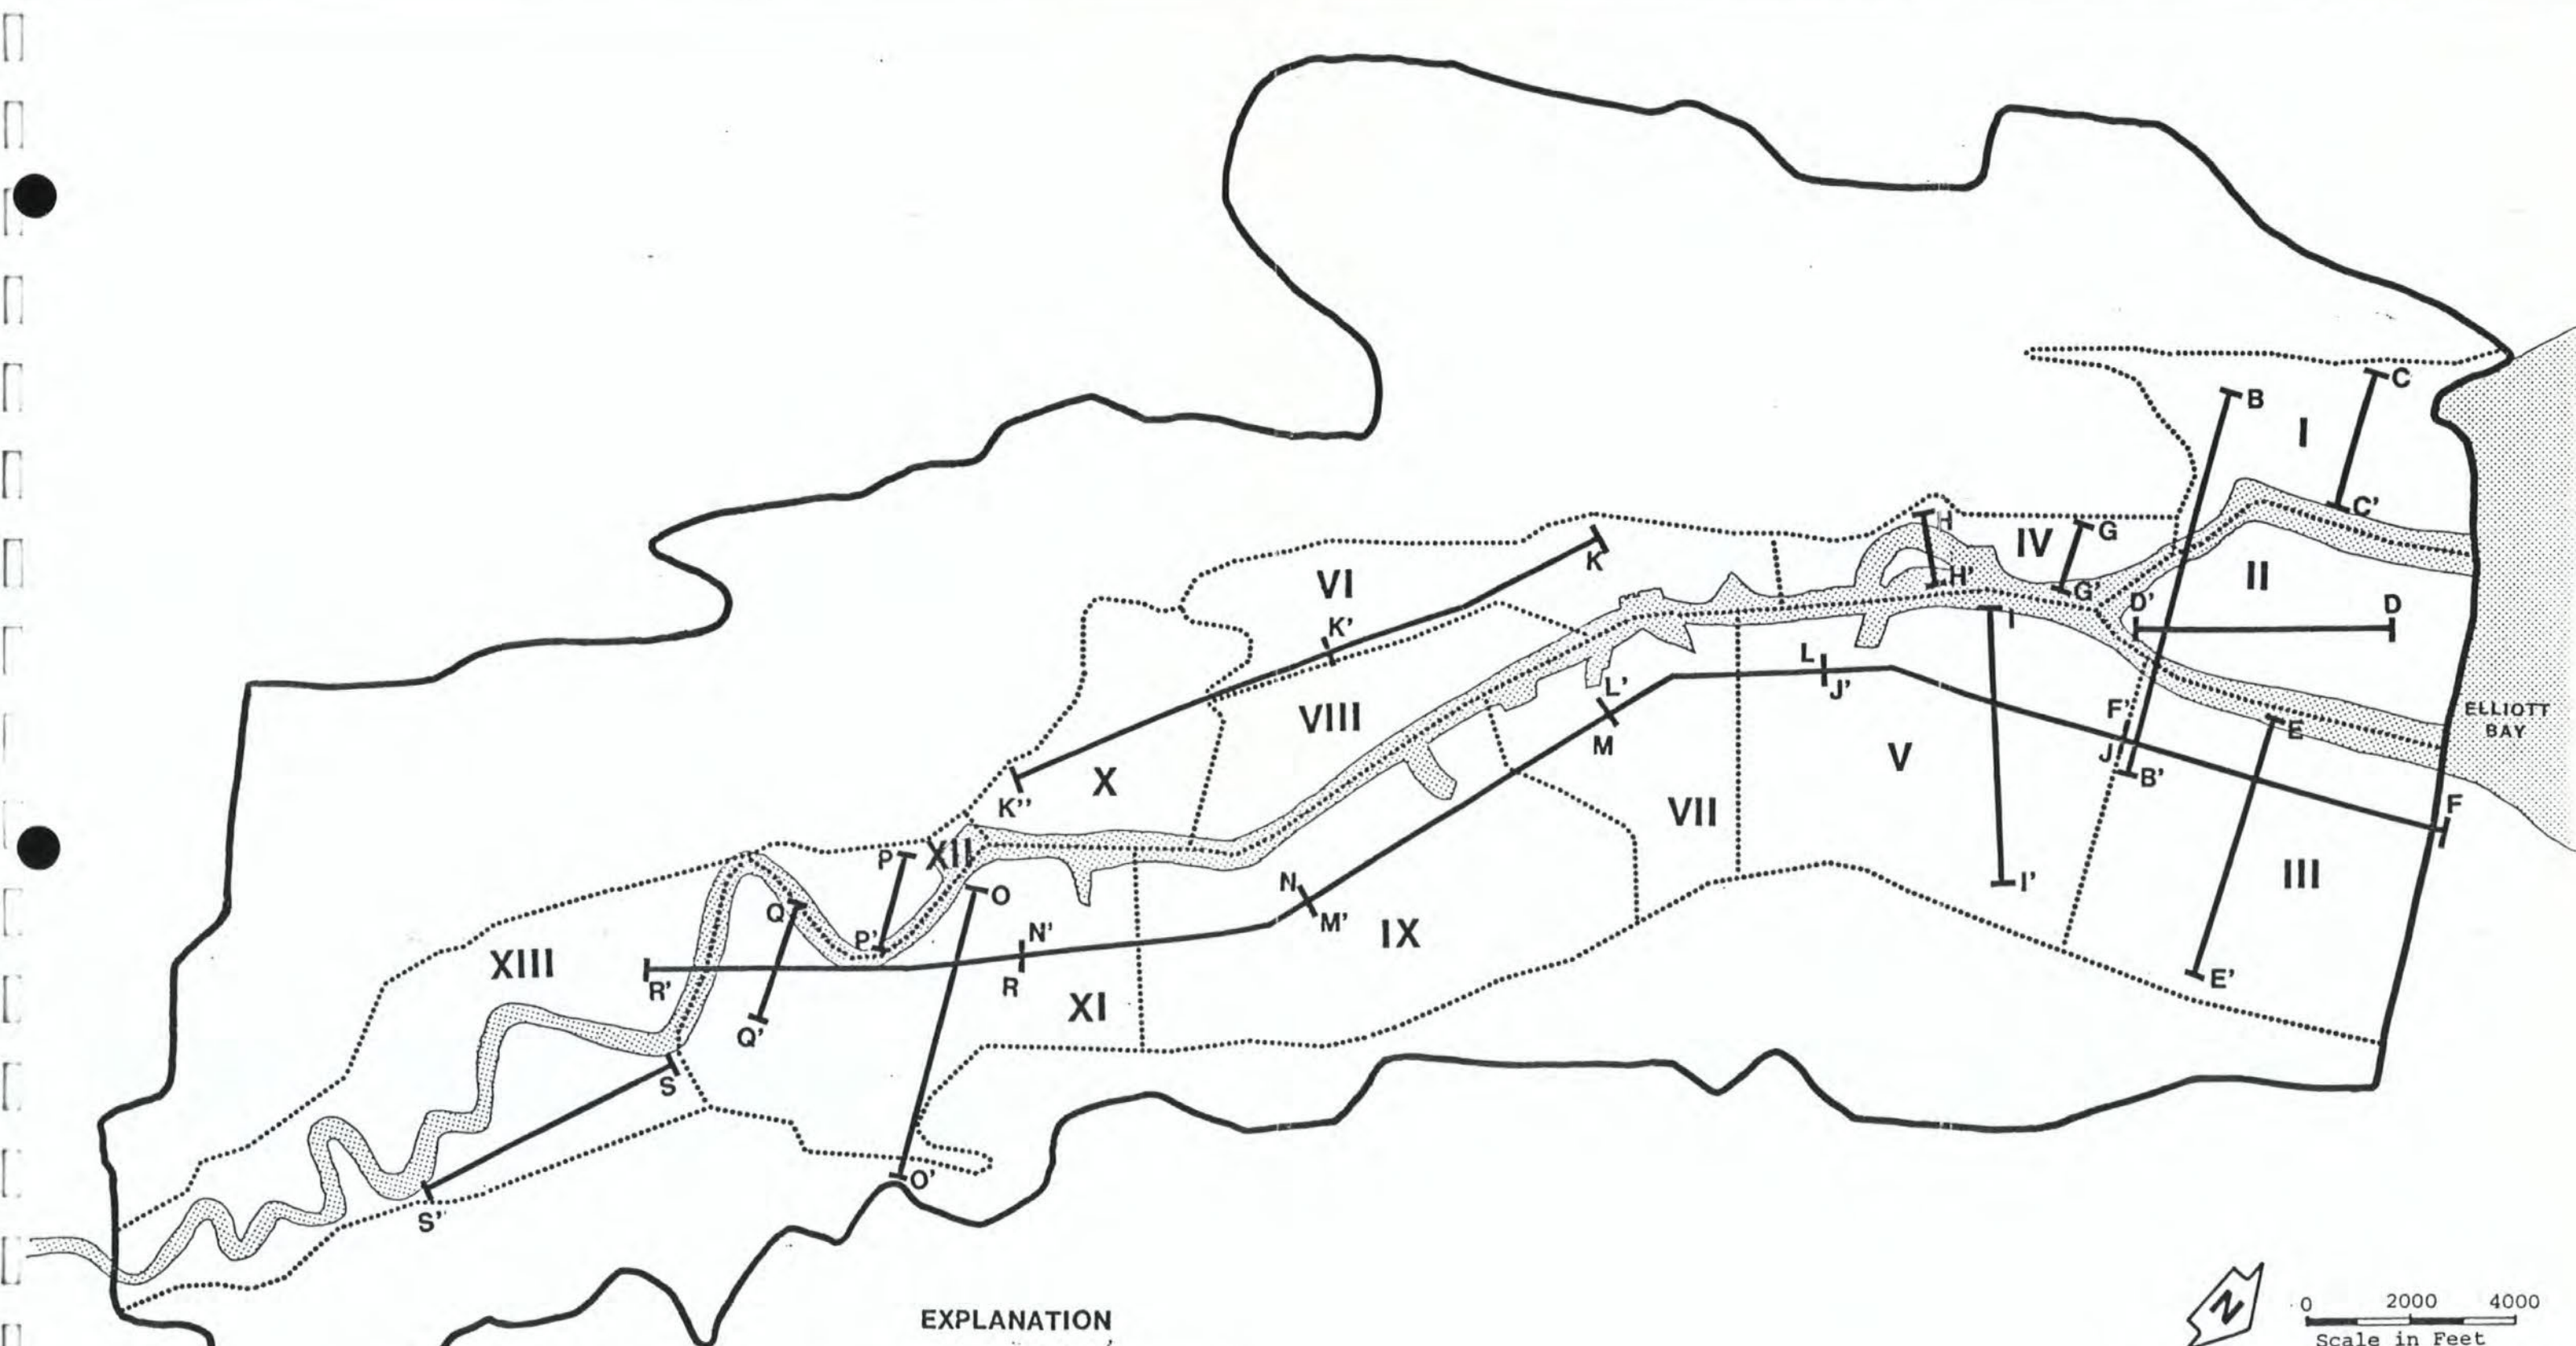 C
B
I
C'
H
IV
G
K
II
VI
H'
G'
D'
D
K'
I
L
J'
L'
ELLIOTT
BAY
VIII
F'
E
M
V
J
B'
X
K''
F
VII
P
XII
III
N
I'
O
Q
M'
IX
P'
N'
XIII
R'
R
E'
XI
Q'
S
O'
S'
EXPLANATION
N
0 2000 4000
Scale in Feet